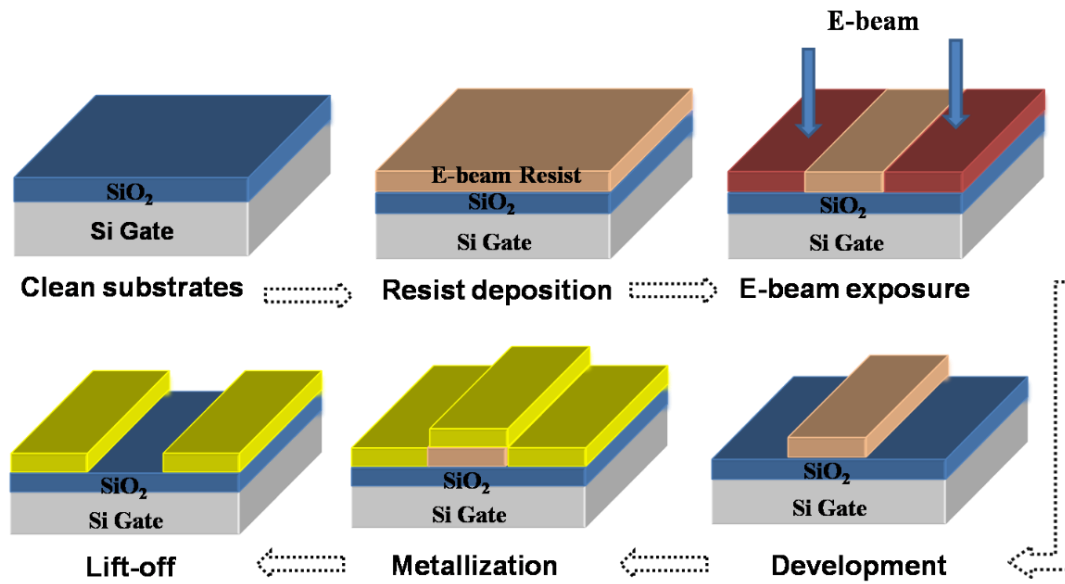 E-beam
SiO₂
Si Gate
Clean substrates
E-beam Resist
SiO₂
Si Gate
Resist deposition
SiO₂
Si Gate
E-beam exposure
SiO₂
Si Gate
Lift-off
SiO₂
Si Gate
Metallization
SiO₂
Si Gate
Development